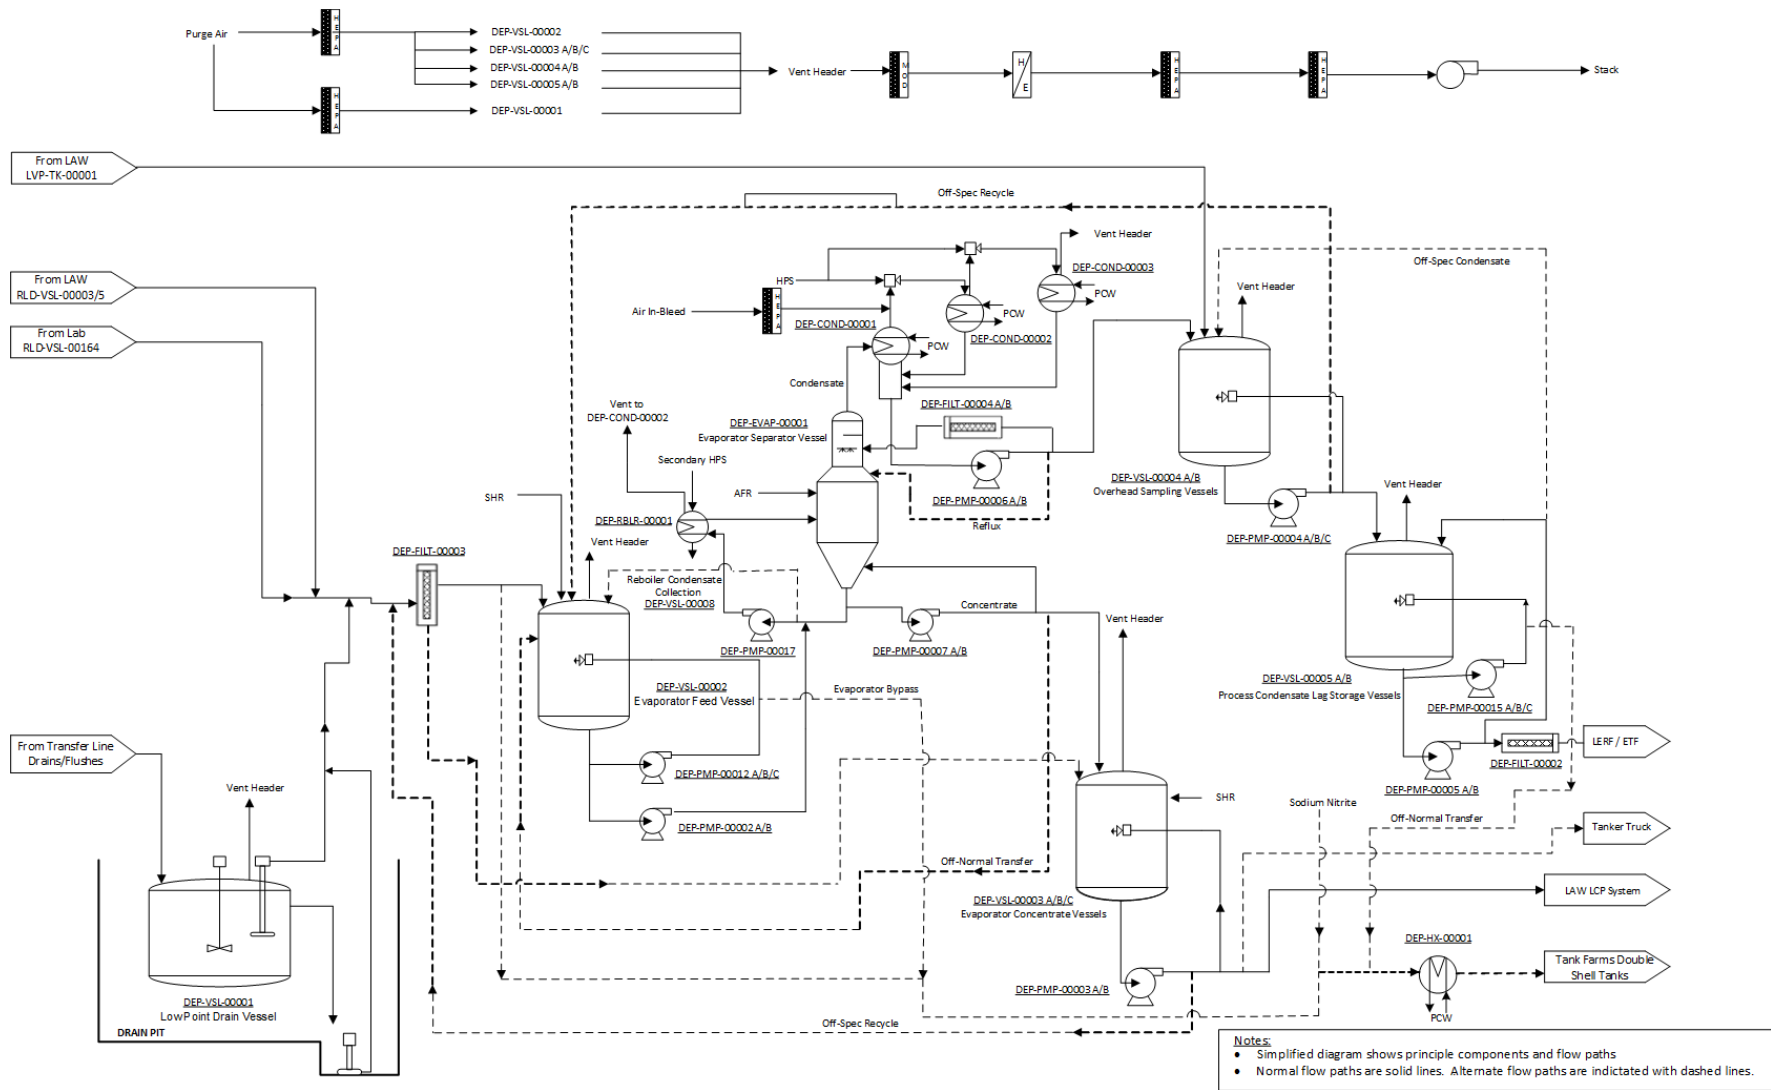 Purge Air
HEPA
HEPA
DEP-VSL-00002
DEP-VSL-00003 A/B/C
DEP-VSL-00004 A/B
DEP-VSL-00005 A/B
DEP-VSL-00001
Vent Header
MOD
H/E
HEPA
HEPA
Stack
From LAW
LVP-TK-00001
From LAW
RLD-VSL-00003/5
From Lab
RLD-VSL-00164
From Transfer Line
Drains/Flushes
Off-Spec Recycle
Vent Header
DEP-COND-00003
Off-Spec Condensate
HPS
PCW
Vent Header
Air In-Bleed
HEPA
DEP-COND-00001
PCW
DEP-COND-00002
PCW
Condensate
Vent to
DEP-COND-00002
DEP-FILT-00004 A/B
DEP-EVAP-00001
Evaporator Separator Vessel
Secondary HPS
SHR
AFR
DEP-PMP-00006 A/B
DEP-VSL-00004 A/B
Overhead Sampling Vessels
Vent Header
DEP-RBLR-00001
Reflux
DEP-PMP-00004 A/B/C
DEP-FILT-00003
Vent Header
Reboiler Condensate
Collection
DEP-VSL-00008
Concentrate
Vent Header
DEP-PMP-00017
DEP-PMP-00007 A/B
DEP-VSL-00002
Evaporator Feed Vessel
Evaporator Bypass
DEP-VSL-00005 A/B
Process Condensate Lag Storage Vessels
DEP-PMP-00015 A/B/C
LERF / ETF
DEP-FILT-00002
DEP-PMP-00012 A/B/C
DEP-PMP-00005 A/B
Vent Header
SHR
Sodium Nitrite
Off-Normal Transfer
DEP-PMP-00002 A/B
Tanker Truck
Off-Normal Transfer
LAW LCP System
DEP-VSL-00003 A/B/C
Evaporator Concentrate Vessels
DEP-HX-00001
Tank Farms Double
Shell Tanks
DEP-PMP-00003 A/B
PCW
DEP-VSL-00001
Low Point Drain Vessel
Off-Spec Recycle
DRAIN PIT
Notes:
• Simplified diagram shows principle components and flow paths
• Normal flow paths are solid lines. Alternate flow paths are indictated with dashed lines.